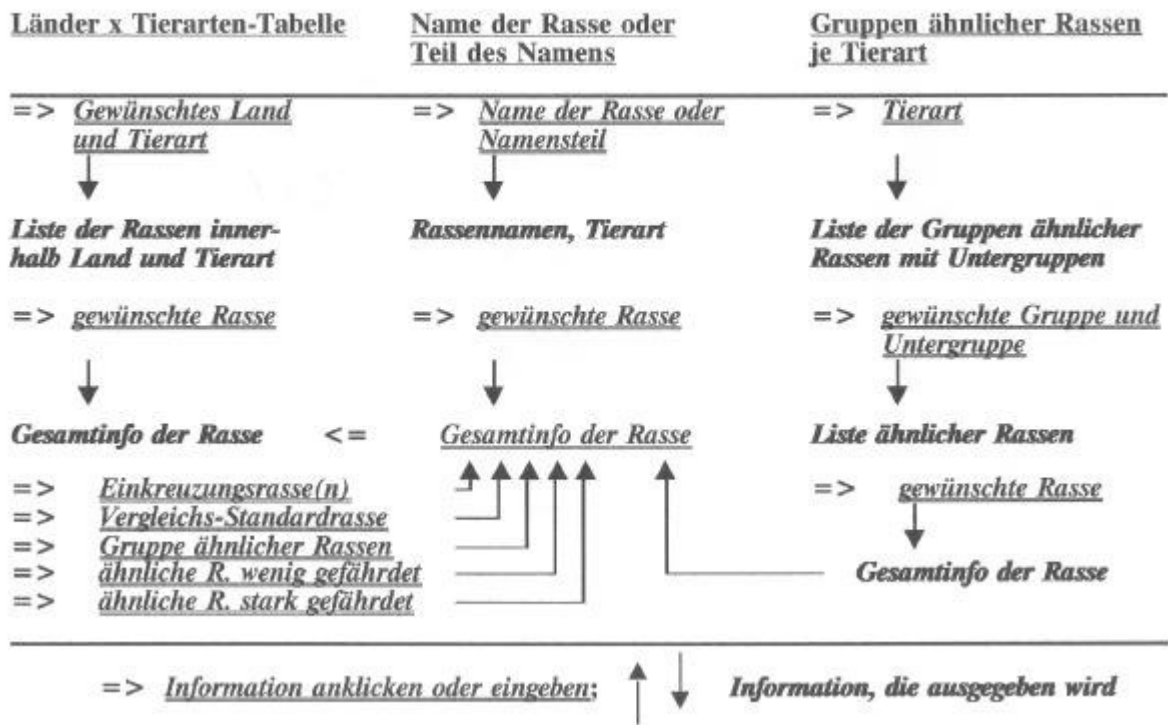 Länder x Tierarten-Tabelle
Name der Rasse oder
Teil des Namens
Gruppen ähnlicher Rassen
je Tierart
=> Gewünschtes Land
und Tierart
=> Name der Rasse oder
Namensteil
=> Tierart
Liste der Rassen inner-
halb Land und Tierart
Rassennamen, Tierart
Liste der Gruppen ähnlicher
Rassen mit Untergruppen
=> gewünschte Rasse
=> gewünschte Rasse
=> gewünschte Gruppe und
Untergruppe
Gesamtinfo der Rasse <= Gesamtinfo der Rasse
Liste ähnlicher Rassen
=> Einkreuzungsrasse(n)
=> Vergleichs-Standardrasse
=> Gruppe ähnlicher Rassen
=> ähnliche R. wenig gefährdet
=> ähnliche R. stark gefährdet
=> gewünschte Rasse
Gesamtinfo der Rasse
=> Information anklicken oder eingeben;
Information, die ausgegeben wird